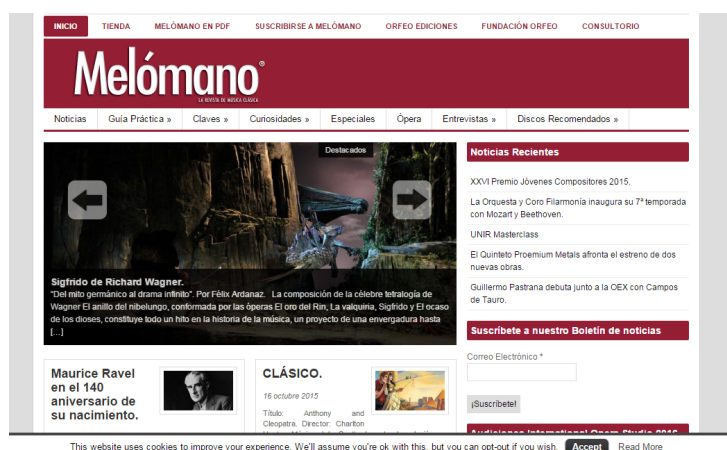 INICIO TIENDA MELÓMANO EN PDF SUSCRIBIRSE A MELÓMANO ORFEO EDICIONES FUNDACIÓN ORFEO CONSULTORIO
Melómano®
LA REVISTA DE MÚSICA CLÁSICA
Noticias Guía Práctica » Claves » Curiosidades » Especiales Ópera Entrevistas » Discos Recomendados »
Destacados
Sigfrido de Richard Wagner.
"Del mito germánico al drama infinito". Por Félix Ardanaz. La composición de la célebre tetralogía de
Wagner El anillo del nibelungo, conformada por las óperas El oro del Rin, La valquiria, Sigfrido y El ocaso
de los dioses, constituye todo un hito en la historia de la música, un proyecto de una envergadura hasta
[...]
Noticias Recientes
XXVI Premio Jóvenes Compositores 2015.
La Orquesta y Coro Filarmonía inaugura su 7ª temporada
con Mozart y Beethoven.
UNIR Masterclass
El Quinteto Proemium Metals afronta el estreno de dos
nuevas obras.
Guillermo Pastrana debuta junto a la OEX con Campos
de Tauro.
Suscríbete a nuestro Boletín de noticias
Correo Electrónico *
¡Suscríbete!
Maurice Ravel
en el 140
aniversario de
su nacimiento.
CLÁSICO.
16 octubre 2015
Título: Anthony and
Cleopatra. Director: Charlton
Audiciones International Opera Studio 2016
This website uses cookies to improve your experience. We'll assume you're ok with this, but you can opt-out if you wish. Accept Read More